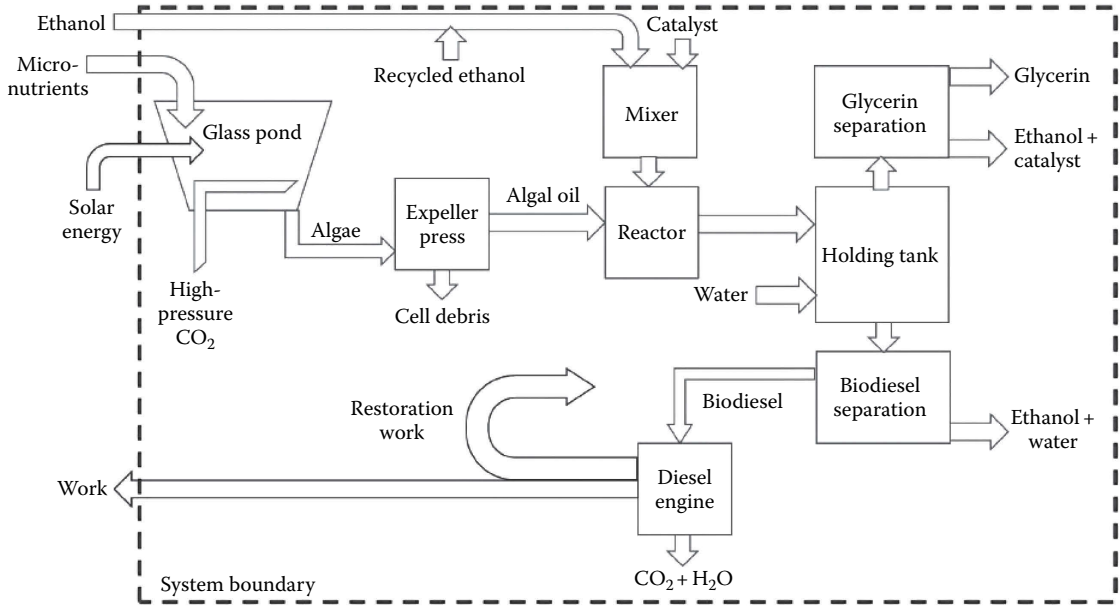 Ethanol
Catalyst
Micro-
nutrients
Recycled ethanol
Glycerin
Glass pond
Mixer
Glycerin
separation
Ethanol +
catalyst
Solar
energy
Algae
Expeller
press
Algal oil
Reactor
Holding tank
High-
pressure
CO₂
Cell debris
Water
Restoration
work
Biodiesel
Biodiesel
separation
Ethanol +
water
Work
Diesel
engine
System boundary
CO₂ + H₂O